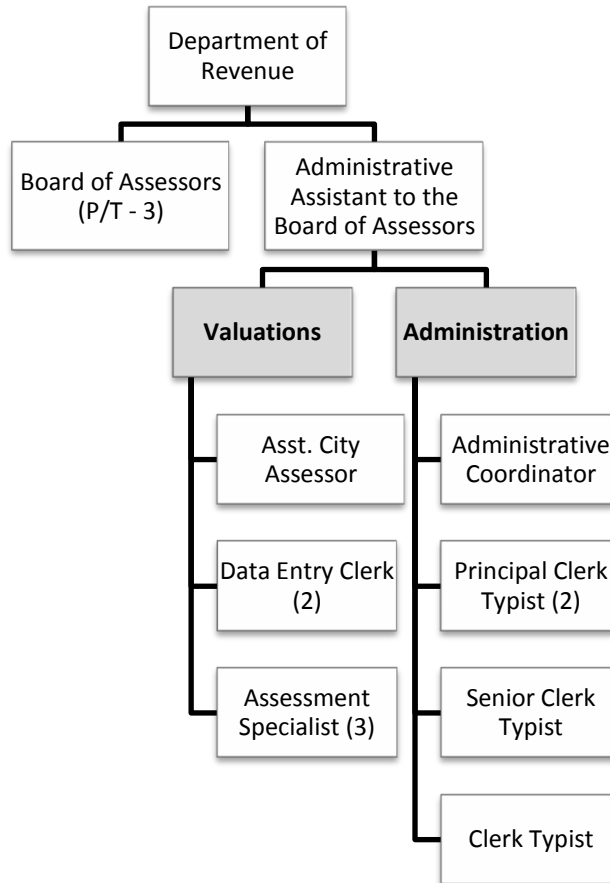 Department of
Revenue
Board of Assessors
(P/T - 3)
Administrative
Assistant to the
Board of Assessors
Valuations
Administration
Asst. City
Assessor
Administrative
Coordinator
Data Entry Clerk
(2)
Principal Clerk
Typist (2)
Assessment
Specialist (3)
Senior Clerk
Typist
Clerk Typist